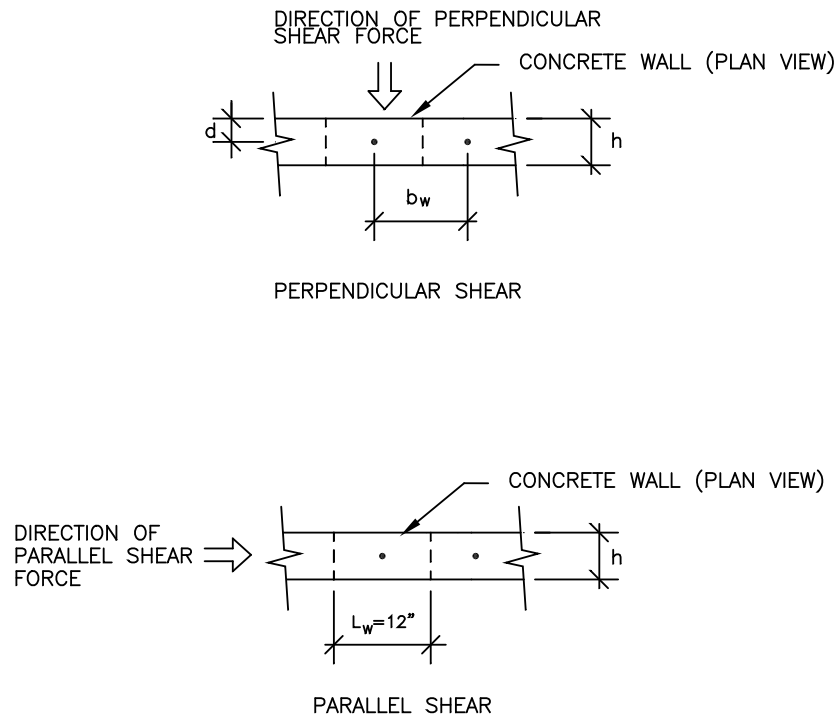 DIRECTION OF PERPENDICULAR
SHEAR FORCE
CONCRETE WALL (PLAN VIEW)
d
h
bw
PERPENDICULAR SHEAR
CONCRETE WALL (PLAN VIEW)
DIRECTION OF
PARALLEL SHEAR
FORCE
h
Lw=12"
PARALLEL SHEAR